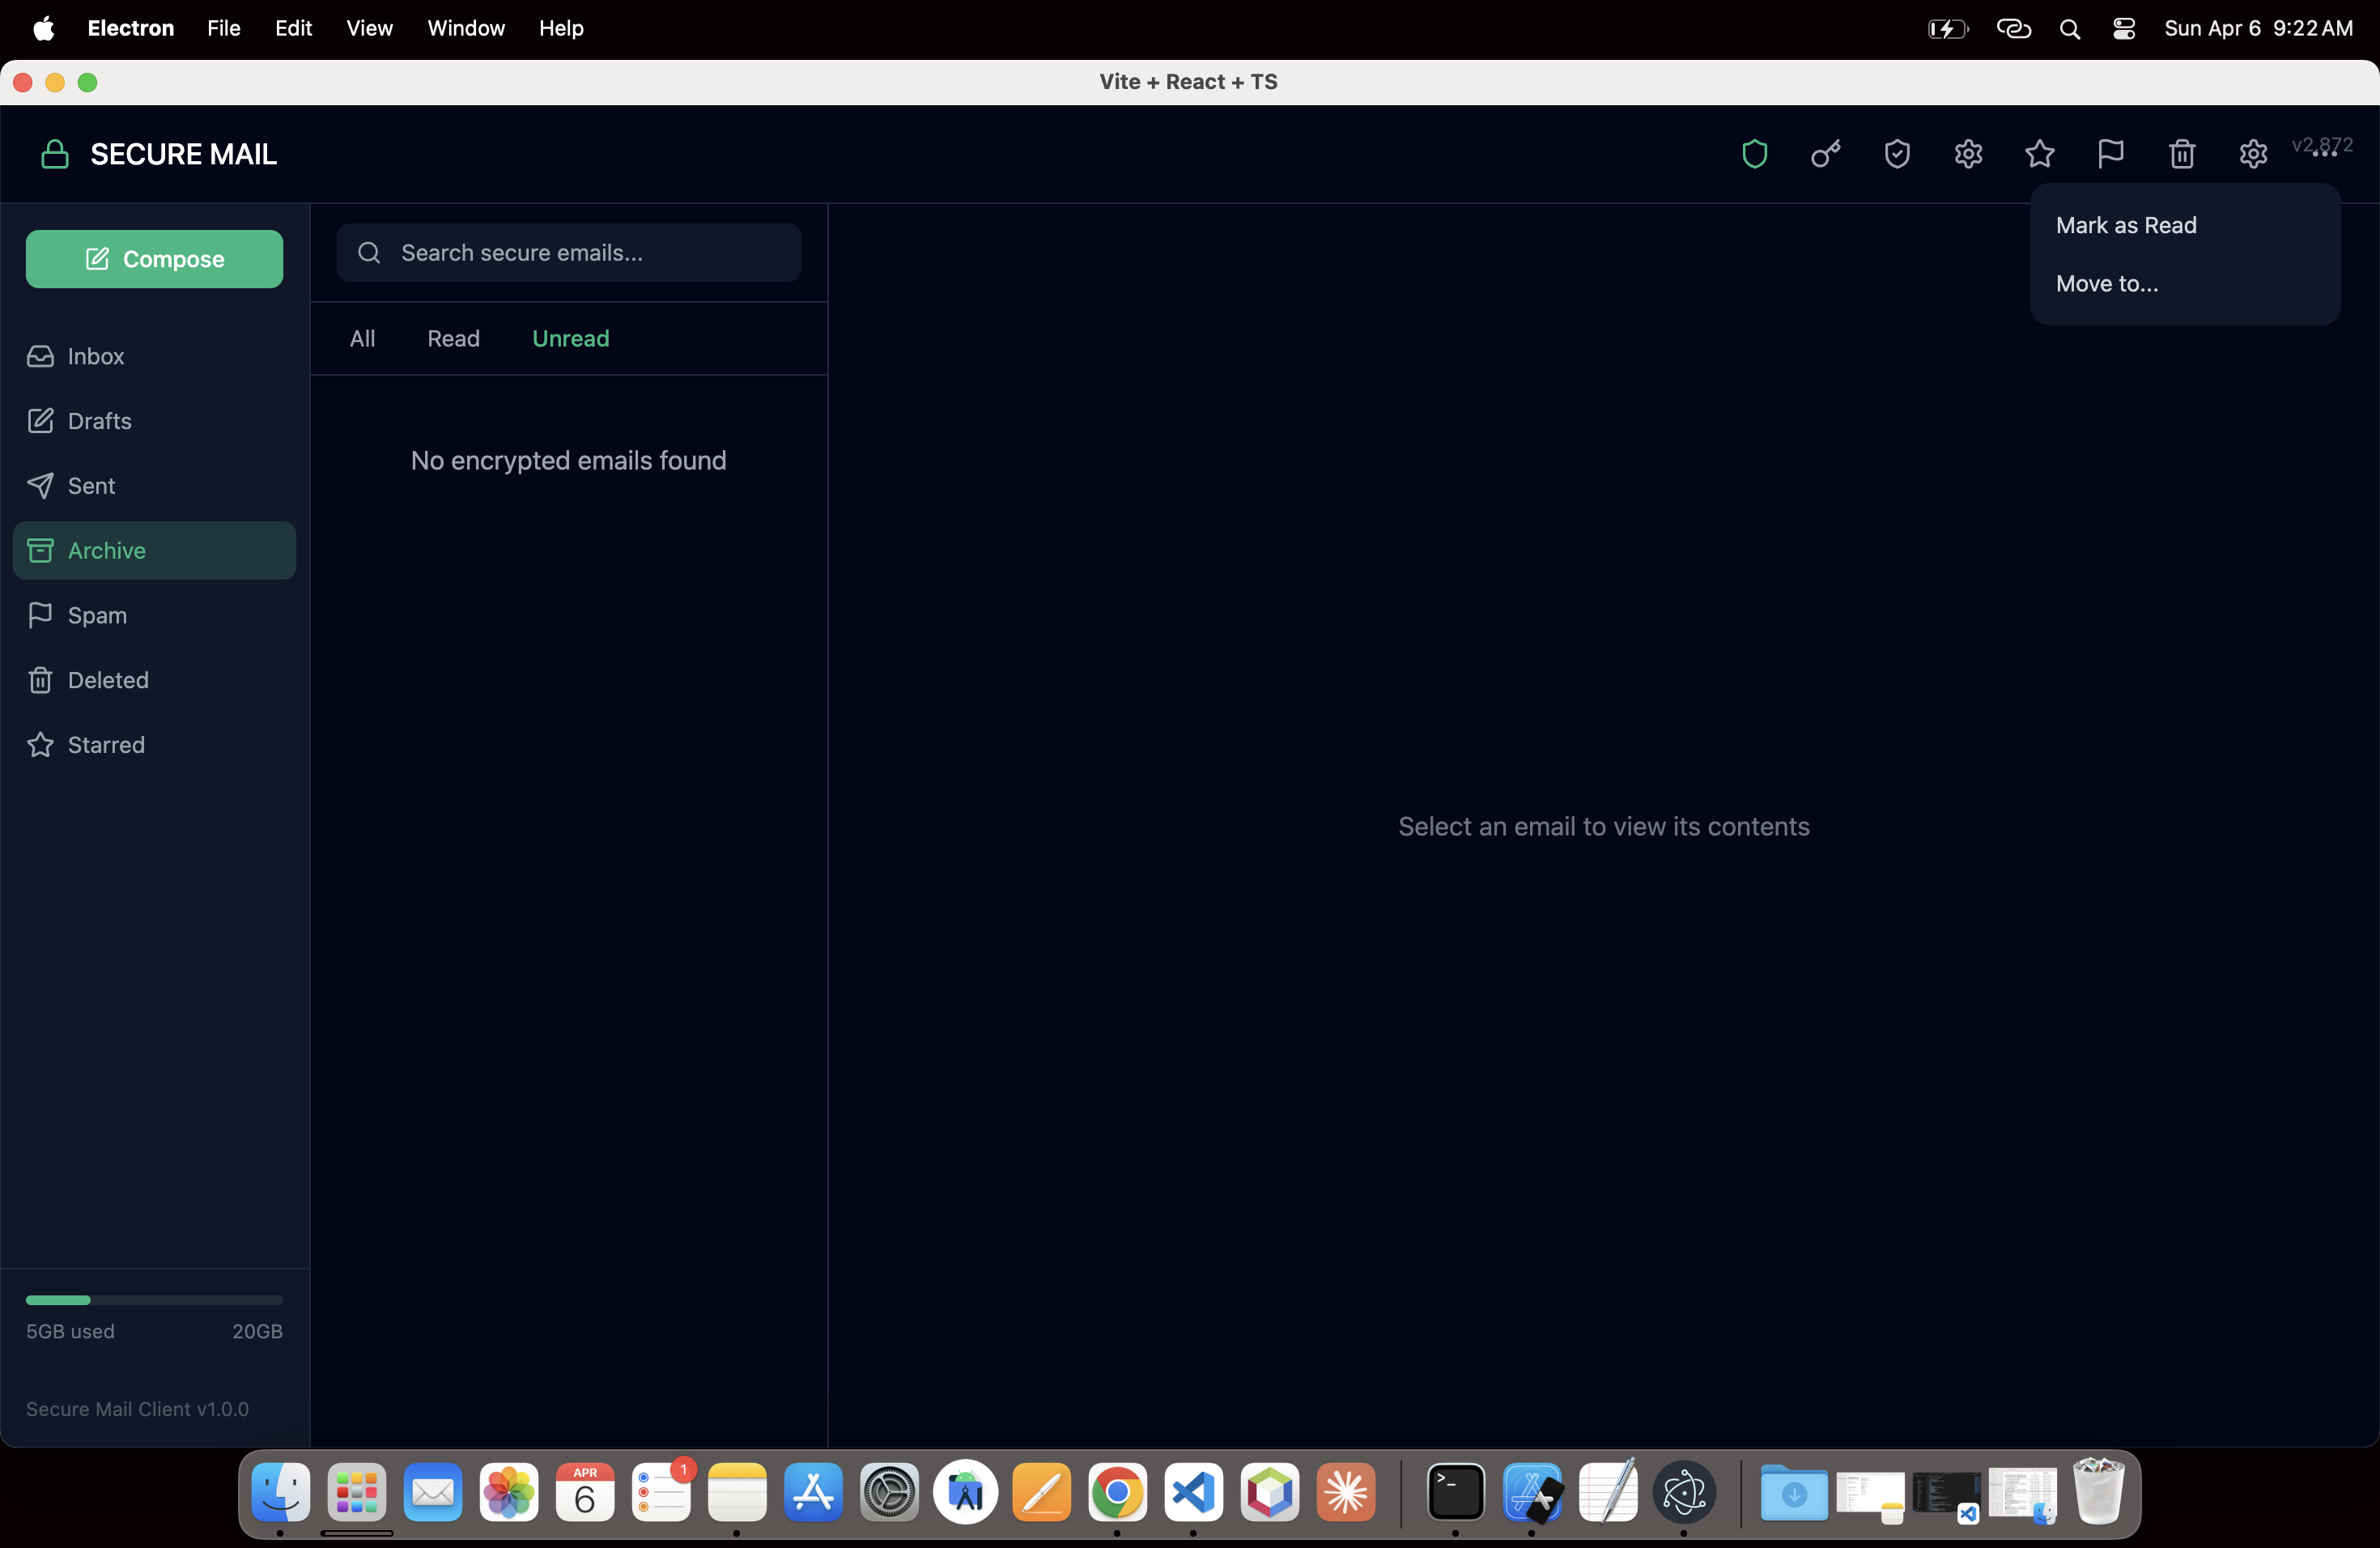 Electron File Edit View Window Help Sun Apr 6 9:22 AM
Vite + React + TS
SECURE MAIL
v2.872
Mark as Read
Move to...
Compose
Inbox
Drafts
Sent
Archive
Spam
Deleted
Starred
5GB used 20GB
Secure Mail Client v1.0.0
Search secure emails...
All Read Unread
No encrypted emails found
Select an email to view its contents
APR
6
1
>_